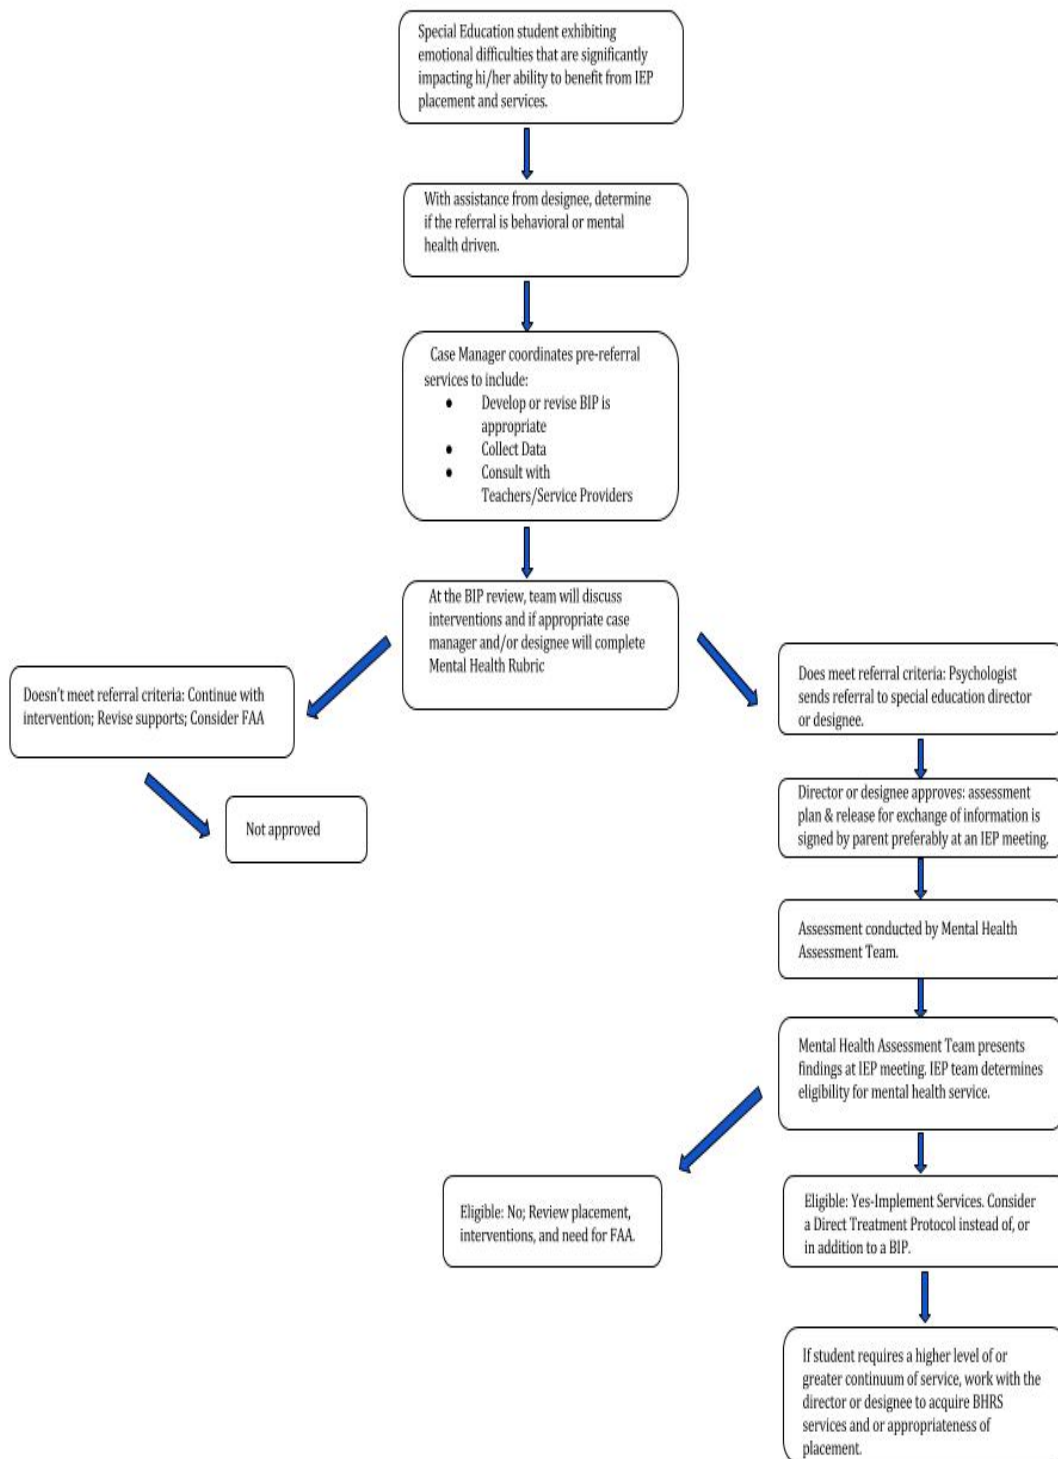 Special Education student exhibiting
emotional difficulties that are significantly
impacting hi/her ability to benefit from IEP
placement and services.
With assistance from designee, determine
if the referral is behavioral or mental
health driven.
Case Manager coordinates pre-referral
services to include:
● Develop or revise BIP is
appropriate
● Collect Data
● Consult with
Teachers/Service Providers
At the BIP review, team will discuss
interventions and if appropriate case
manager and/or designee will complete
Mental Health Rubric
Doesn't meet referral criteria: Continue with
intervention; Revise supports; Consider FAA
Not approved
Does meet referral criteria: Psychologist
sends referral to special education director
or designee.
Director or designee approves: assessment
plan & release for exchange of information is
signed by parent preferably at an IEP meeting.
Assessment conducted by Mental Health
Assessment Team.
Mental Health Assessment Team presents
findings at IEP meeting. IEP team determines
eligibility for mental health service.
Eligible: No; Review placement,
interventions, and need for FAA.
Eligible: Yes-Implement Services. Consider
a Direct Treatment Protocol instead of, or
in addition to a BIP.
If student requires a higher level of or
greater continuum of service, work with the
director or designee to acquire BHRS
services and or appropriateness of
placement.